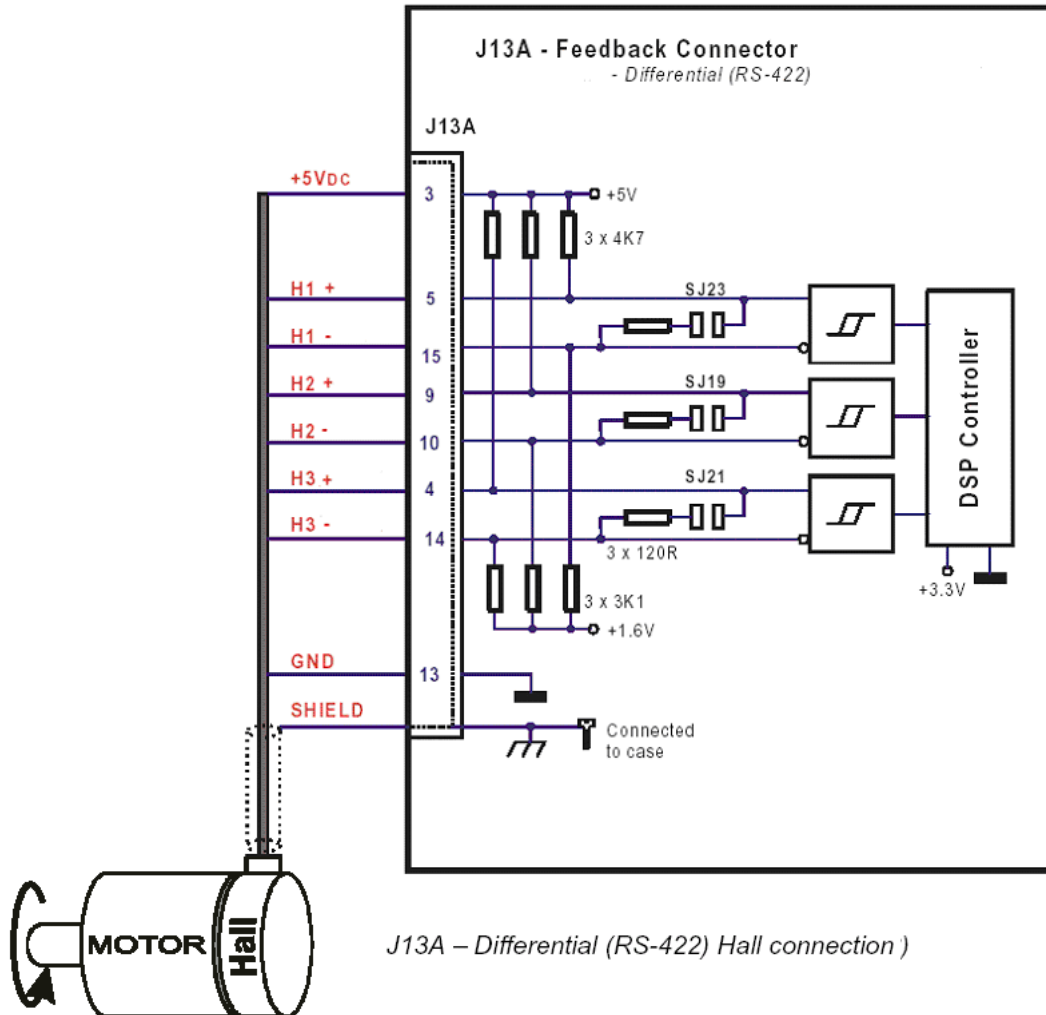 J13A - Feedback Connector
- Differential (RS-422)
J13A
+5VDC
3
+5V
3 x 4K7
H1 +
5
SJ23
H1 -
15
H2 +
9
SJ19
H2 -
10
H3 +
4
SJ21
H3 -
14
3 x 120R
DSP Controller
+3.3V
3 x 3K1
+1.6V
GND
13
SHIELD
Connected
to case
MOTOR
Hall
J13A – Differential (RS-422) Hall connection )